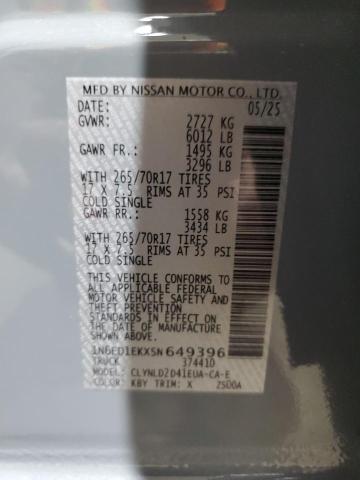 MFD BY NISSAN MOTOR CO., LTD.
DATE: 05/25
GVWR: 2727 KG
6012 LB
GAWR FR.: 1495 KG
3296 LB
WITH 265/70R17 TIRES
17 X 7.5 RIMS AT 35 PSI
COLD SINGLE
GAWR RR.: 1558 KG
3434 LB
WITH 265/70R17 TIRES
17 X 7.5 RIMS AT 35 PSI
COLD SINGLE
THIS VEHICLE CONFORMS TO
ALL APPLICABLE FEDERAL
MOTOR VEHICLE SAFETY
AND THEFT PREVENTION
STANDARDS IN EFFECT ON
THE DATE OF MANUFACTURE
SHOWN ABOVE.
1N6ED1EKXSN649396
TRUCK 374410
MODEL: CLYNLD2D41EUA-CA-E
COLOR: KBY TRIM: X ZSOOA